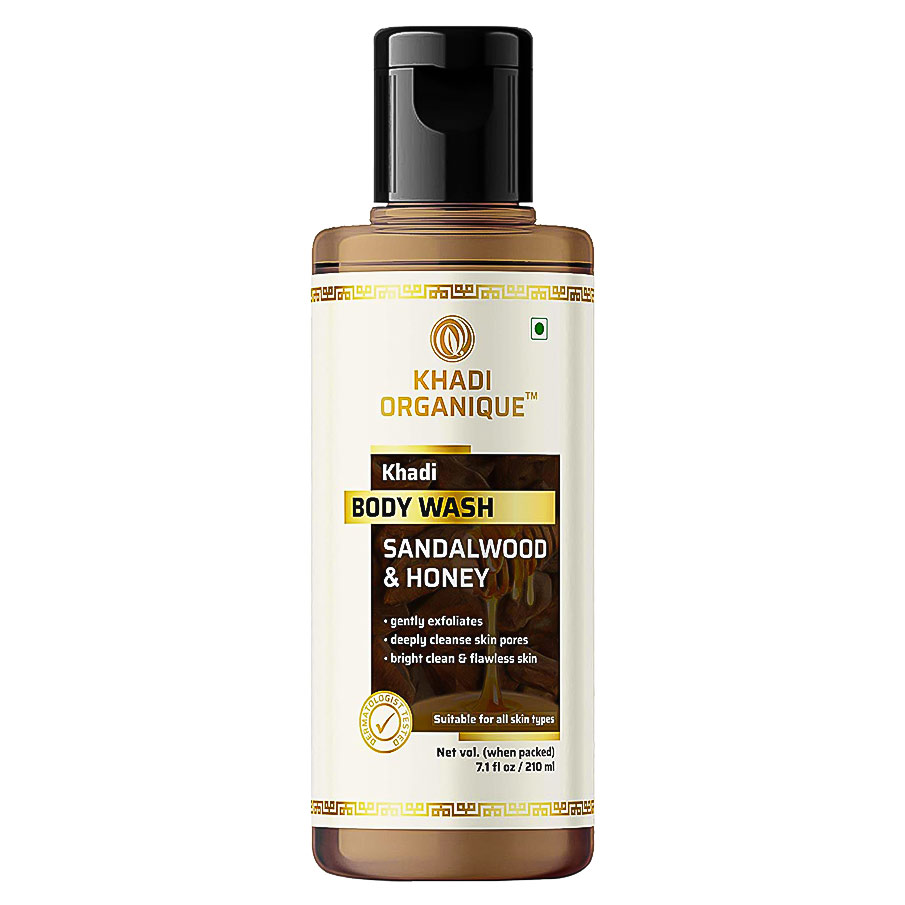 KHADI
ORGANIQUE™
Khadi
BODY WASH
SANDALWOOD
& HONEY
• gently exfoliates
• deeply cleanse skin pores
• bright clean & flawless skin
DERMATOLOGIST TESTED
Suitable for all skin types
Net vol. (when packed)
7.1 fl oz / 210 ml